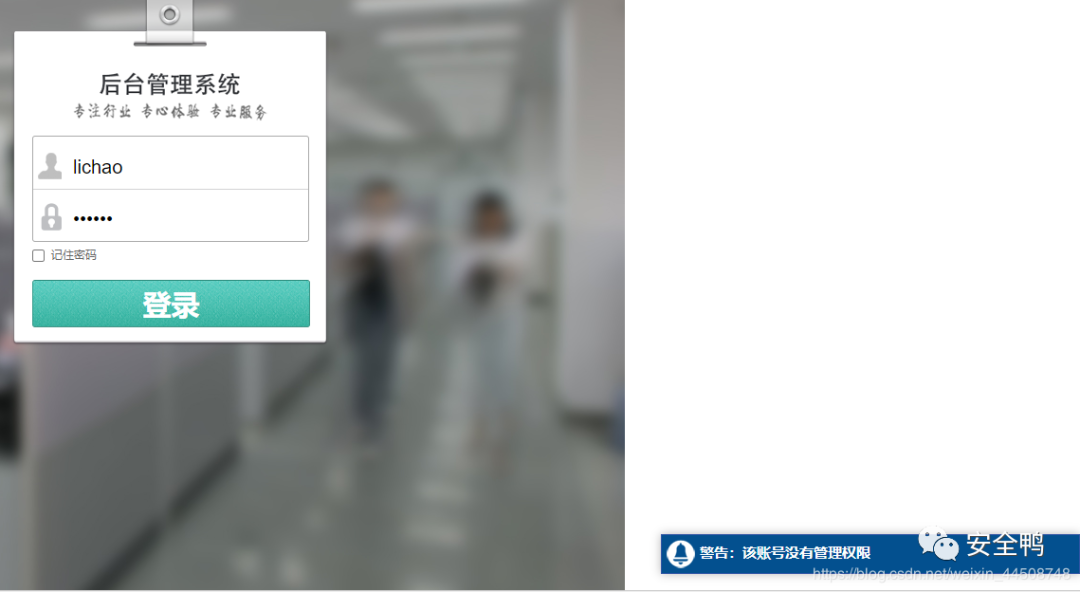 后台管理系统
专注行业 专心体验 专业服务
lichao
••••••
记住密码
登录
警告：该账号没有管理权限
安全鸭
https://blog.csdn.net/weixin_44508748